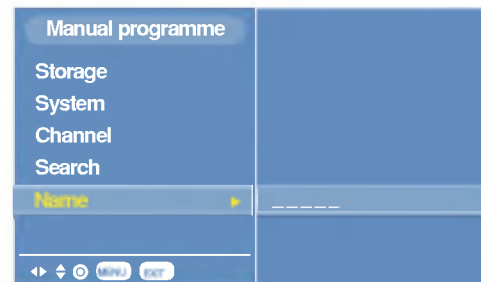 Manual programme
Storage
System
Channel
Search
Name _ _ _ _ _
MENU EXIT